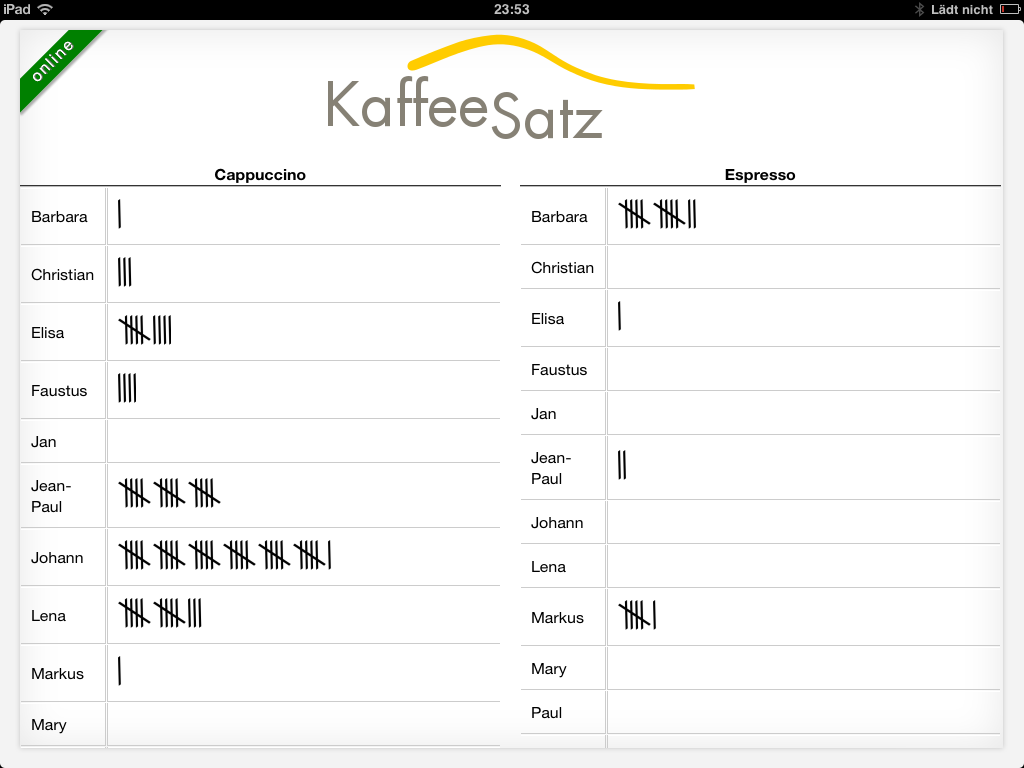 iPad 23:53 Lädt nicht
online
KaffeeSatz
Cappuccino
Barbara
Christian
Elisa
Faustus
Jan
Jean-
Paul
Johann
Lena
Markus
Mary
Espresso
Barbara
Christian
Elisa
Faustus
Jan
Jean-
Paul
Johann
Lena
Markus
Mary
Paul